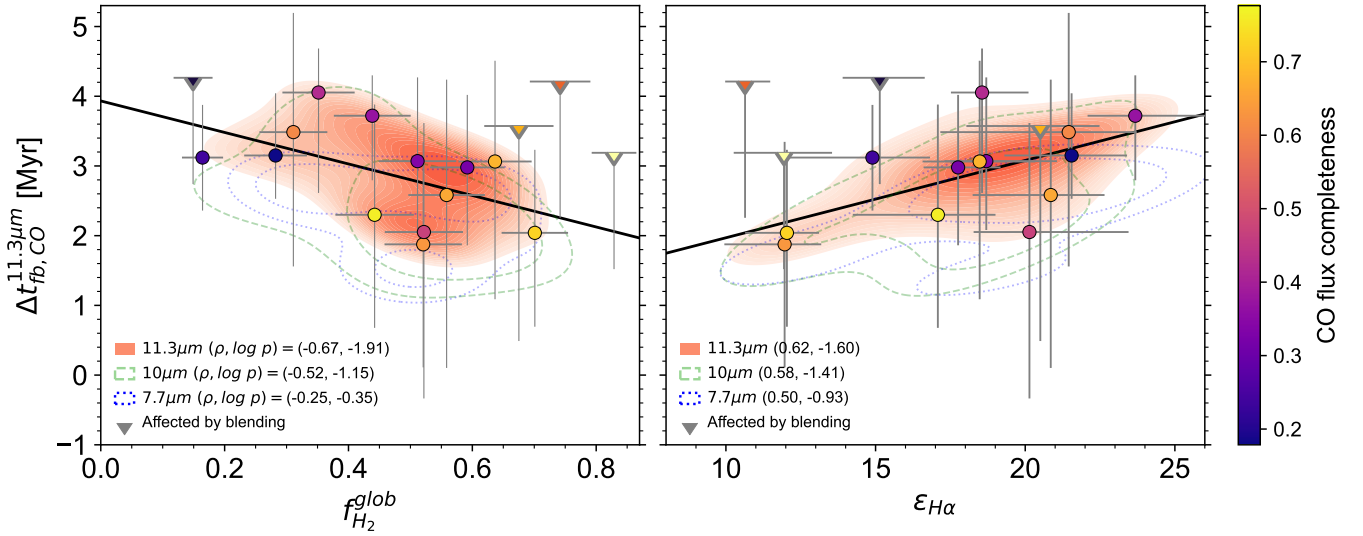 Δt^{11.3μm}_{fb, CO} [Myr]
5
4
3
2
1
0
−1
11.3μm (ρ, log p) = (-0.67, -1.91)
10μm (ρ, log p) = (-0.52, -1.15)
7.7μm (ρ, log p) = (-0.25, -0.35)
Affected by blending
0.0 0.2 0.4 0.6 0.8
f^{glob}_{H_2}
11.3μm (0.62, -1.60)
10μm (0.58, -1.41)
7.7μm (0.50, -0.93)
Affected by blending
10 15 20 25
ε_{Hα}
0.7
0.6
0.5
0.4
0.3
0.2
CO flux completeness